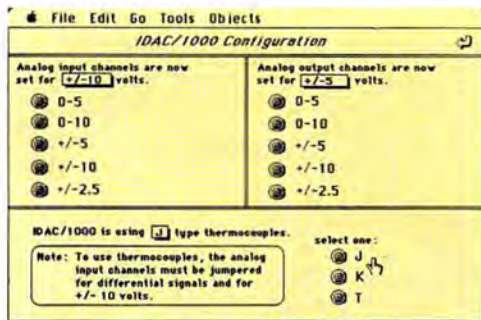 File Edit Go Tools Objects
IDAC/1000 Configuration
Analog input channels are now
set for +/-10 volts.
0-5
0-10
+/-5
+/-10
+/-2.5
Analog output channels are now
set for +/-5 volts.
0-5
0-10
+/-5
+/-10
+/-2.5
IDAC/1000 is using J type thermocouples.
Note: To use thermocouples, the analog
input channels must be jumpered
for differential signals and for
+/- 10 volts.
select one:
J
K
T